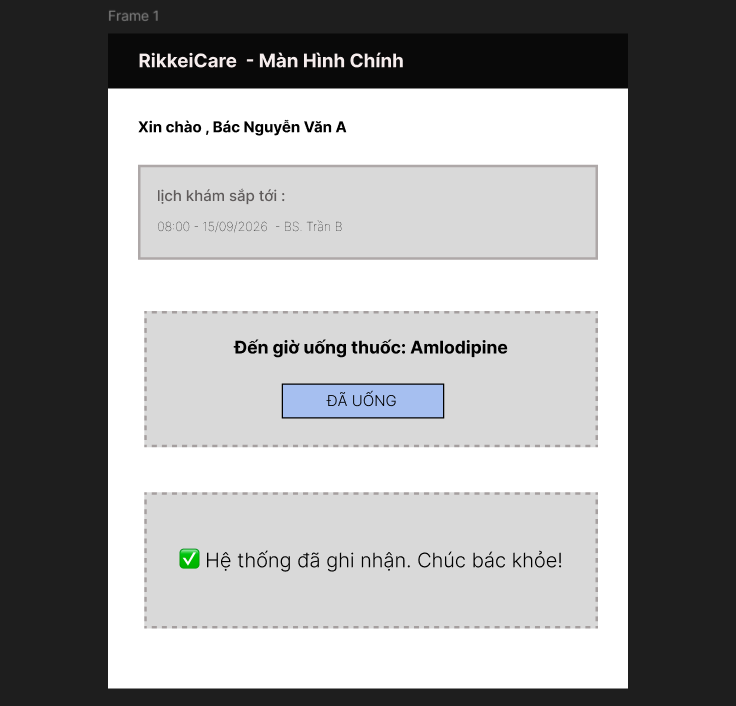 Frame 1
RikkeiCare - Màn Hình Chính
Xin chào , Bác Nguyễn Văn A
lịch khám sắp tới :
08:00 - 15/09/2026 - BS. Trần B
Đến giờ uống thuốc: Amlodipine
ĐÃ UỐNG
✅ Hệ thống đã ghi nhận. Chúc bác khỏe!